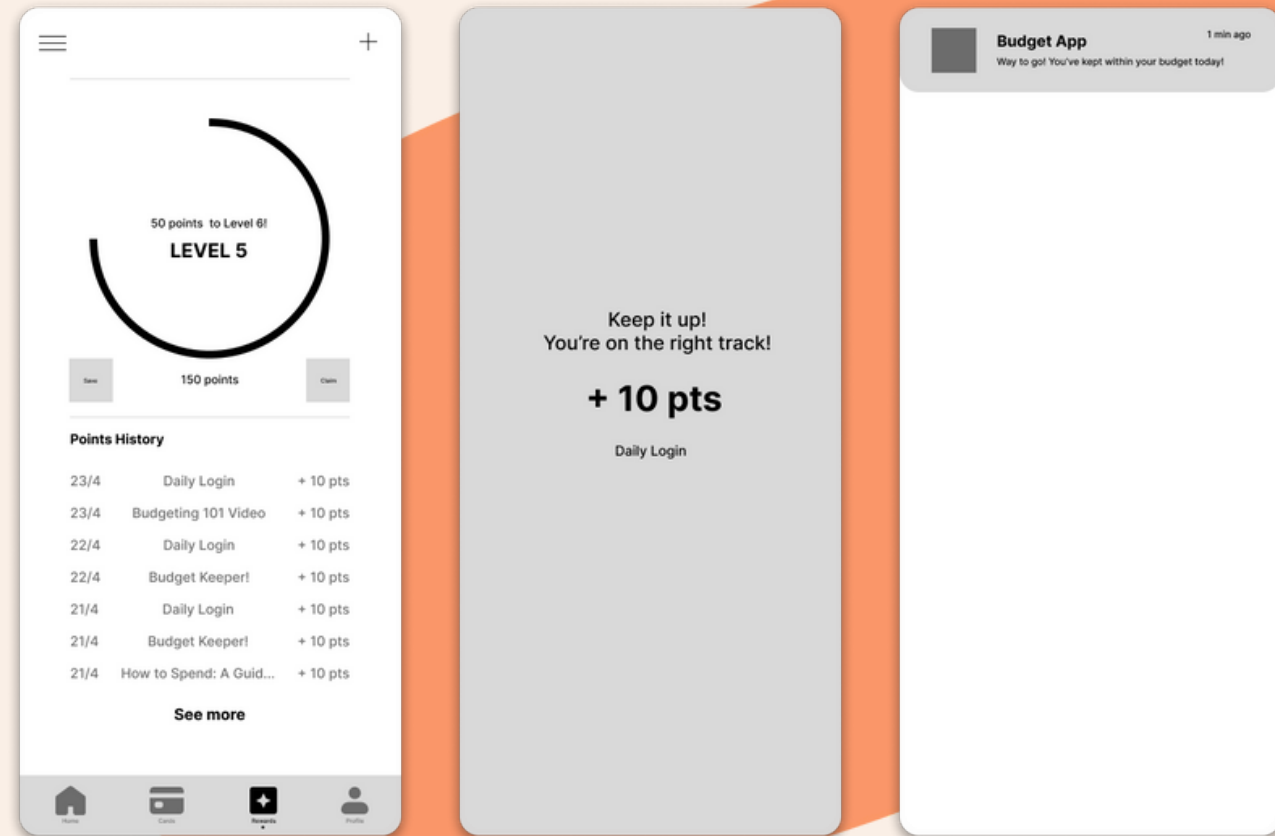 50 points to Level 6!
LEVEL 5
Save
150 points
Claim
Points History
23/4 Daily Login + 10 pts
23/4 Budgeting 101 Video + 10 pts
22/4 Daily Login + 10 pts
22/4 Budget Keeper! + 10 pts
21/4 Daily Login + 10 pts
21/4 Budget Keeper! + 10 pts
21/4 How to Spend: A Guid... + 10 pts
See more
Home Cards Rewards Profile
Keep it up!
You're on the right track!
+ 10 pts
Daily Login
Budget App 1 min ago
Way to go! You've kept within your budget today!